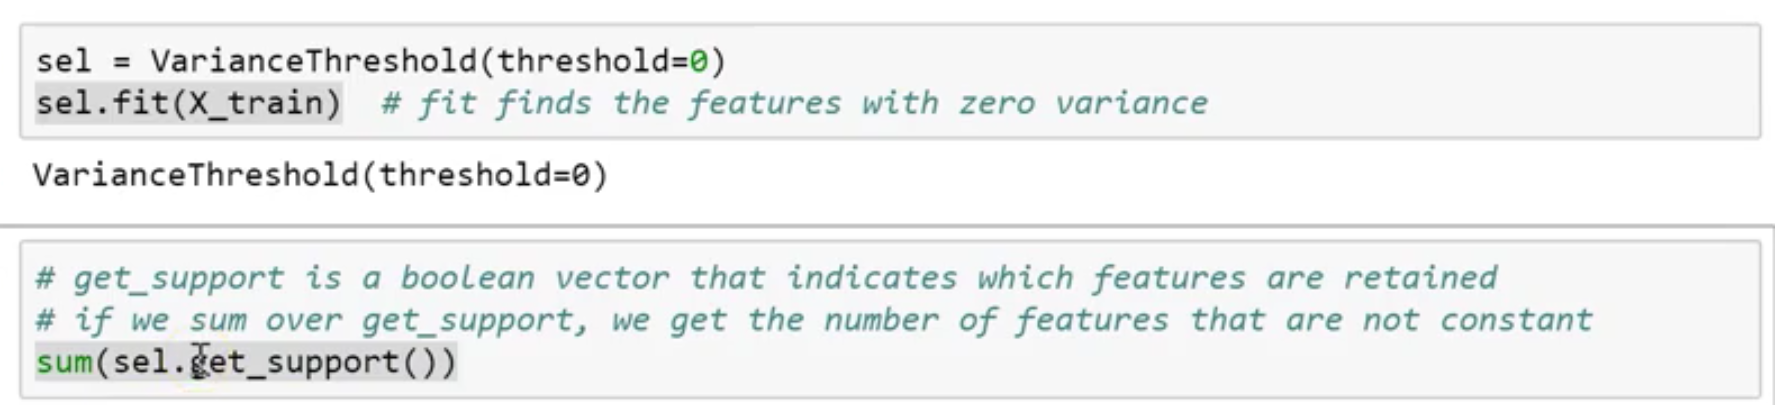 sel = VarianceThreshold(threshold=0)
sel.fit(X_train)  # fit finds the features with zero variance
VarianceThreshold(threshold=0)
# get_support is a boolean vector that indicates which features are retained
# if we sum over get_support, we get the number of features that are not constant
sum(sel.get_support())